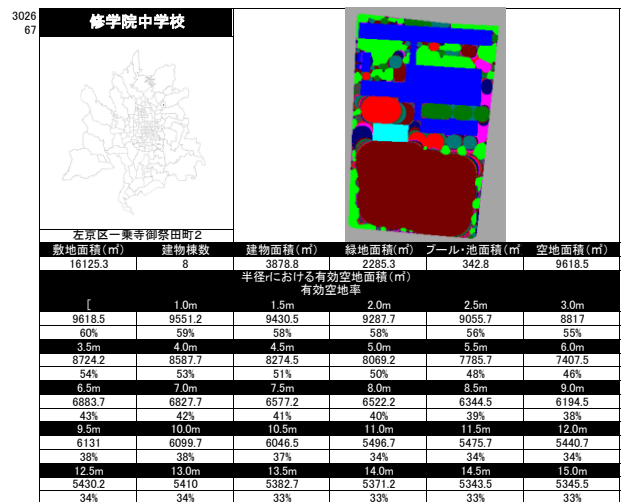 3026
67
修学院中学校
左京区一乗寺御祭田町2
敷地面積(㎡) 建物棟数 建物面積(㎡) 緑地面積(㎡) プール・池面積(㎡ 空地面積(㎡)
16125.3 8 3878.8 2285.3 342.8 9618.5
半径rにおける有効空地面積(㎡)
有効空地率
[ 1.0m 1.5m 2.0m 2.5m 3.0m
9618.5 9551.2 9430.5 9287.7 9055.7 8817
60% 59% 58% 58% 56% 55%
3.5m 4.0m 4.5m 5.0m 5.5m 6.0m
8724.2 8587.7 8274.5 8069.2 7785.7 7407.5
54% 53% 51% 50% 48% 46%
6.5m 7.0m 7.5m 8.0m 8.5m 9.0m
6883.7 6827.7 6577.2 6522.2 6344.5 6194.5
43% 42% 41% 40% 39% 38%
9.5m 10.0m 10.5m 11.0m 11.5m 12.0m
6131 6099.7 6046.5 5496.7 5475.7 5440.7
38% 38% 37% 34% 34% 34%
12.5m 13.0m 13.5m 14.0m 14.5m 15.0m
5430.2 5410 5382.7 5371.2 5343.5 5345.5
34% 34% 33% 33% 33% 33%